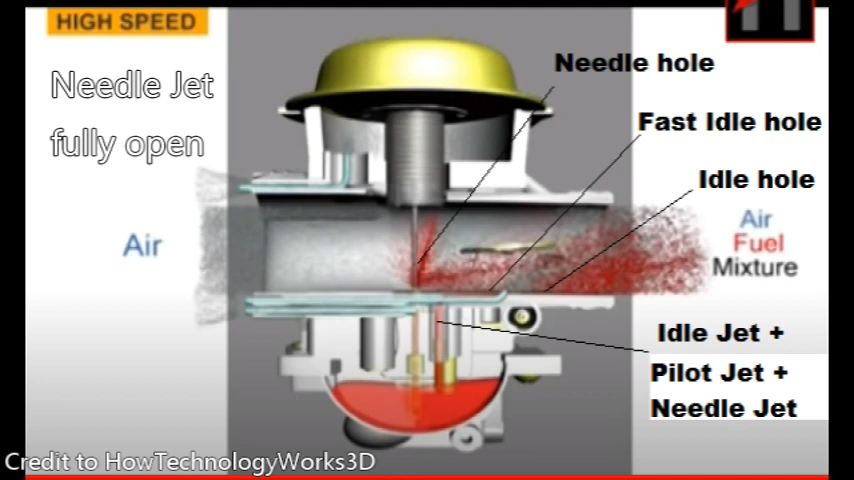 HIGH SPEED
Needle Jet
fully open
Needle hole
Fast Idle hole
Idle hole
Air
Air
Fuel
Mixture
Idle Jet +
Pilot Jet +
Needle Jet
Credit to HowTechnologyWorks3D